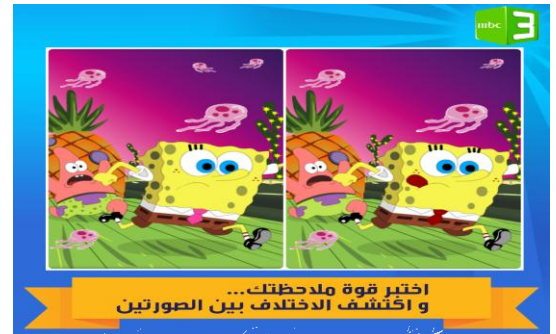 mbc 3
اختبر قوة ملاحظتك...
و اكتشف الاختلاف بين الصورتين